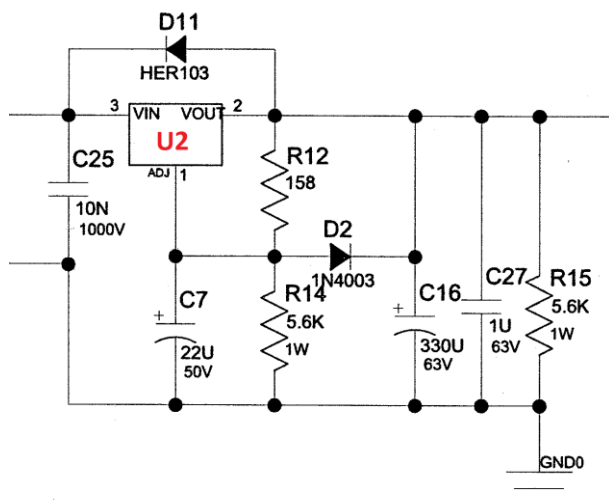 D11
HER103
3
VIN
VOUT
2
U2
ADJ
1
C25
10N
1000V
R12
158
D2
1N4003
C7
+
22U
50V
R14
5.6K
1W
C16
+
330U
63V
C27
1U
63V
R15
5.6K
1W
GND0